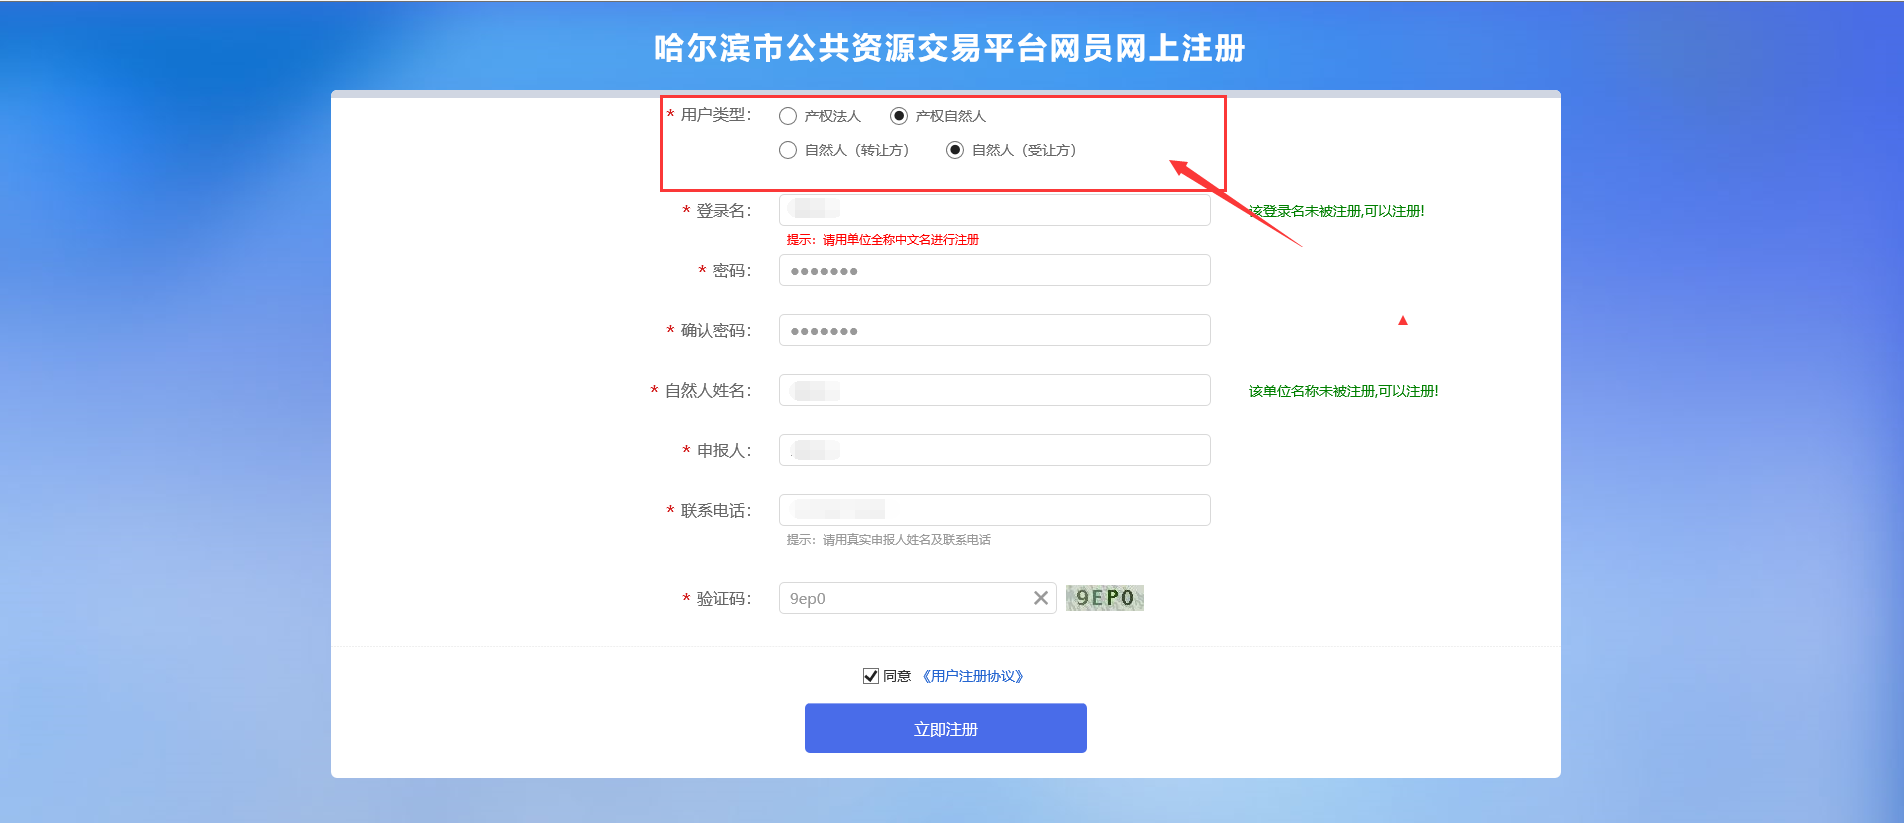 哈尔滨市公共资源交易平台网员网上注册
* 用户类型： 产权法人 产权自然人
自然人（转让方） 自然人（受让方）
* 登录名： 该登录名未被注册,可以注册!
提示：请用单位全称中文名进行注册
* 密码： ●●●●●●●
* 确认密码： ●●●●●●●
* 自然人姓名： 该单位名称未被注册,可以注册!
* 申报人：
* 联系电话：
提示：请用真实申报人姓名及联系电话
* 验证码： 9ep0 9EP0
同意 《用户注册协议》
立即注册